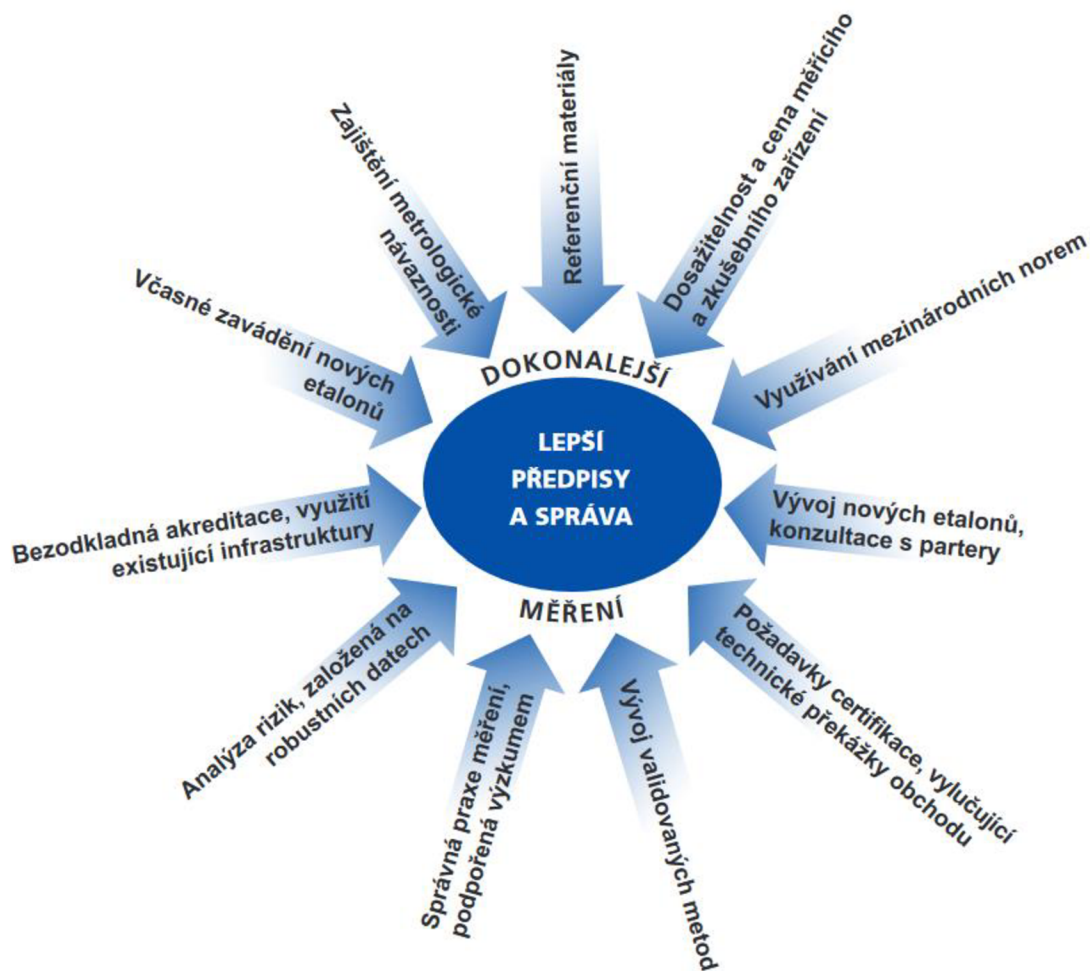 Referenční materiály
Dosažitelnost a cena měřícího
a zkušebního zařízení
Využívání mezinárodních norem
Vývoj nových etalonů,
konzultace s partery
Požadavky certifikace, vylučující
technické překážky obchodu
Vývoj validovaných metod
Správná praxe měření,
podpořená výzkumem
Analýza rizik, založená na
robustních datech
Bezodkladná akreditace, využití
existující infrastruktury
Včasné zavádění nových
etalonů
Zajištění metrologické
návaznosti
DOKONALEJŠÍ
LEPŠÍ
PŘEDPISY
A SPRÁVA
MĚŘENÍ